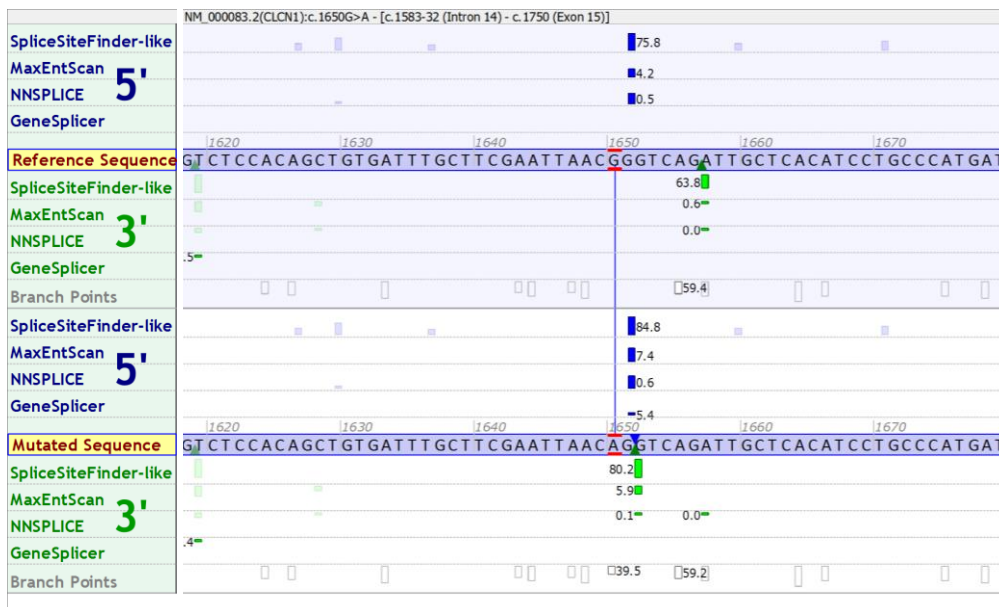 NM_000083.2(CLCN1):c.1650G>A - [c.1583-32 (Intron 14) - c.1750 (Exon 15)]
SpliceSiteFinder-like 75.8
MaxEntScan 5' 4.2
NNSPLICE 0.5
GeneSplicer
1620 1630 1640 1650 1660 1670
Reference Sequence GTCTCCACAGCTGTGATTTGCTTCGAATTAACGGGTCAGATTGCTCACATCCTGCCCATGAT
SpliceSiteFinder-like 63.8
MaxEntScan 3' 0.6
NNSPLICE 0.0
GeneSplicer .5
Branch Points 59.4
SpliceSiteFinder-like 84.8
MaxEntScan 5' 7.4
NNSPLICE 0.6
GeneSplicer 5.4
1620 1630 1640 1650 1660 1670
Mutated Sequence GTCTCCACAGCTGTGATTTGCTTCGAATTAACAGGTCAGATTGCTCACATCCTGCCCATGAT
SpliceSiteFinder-like 80.2
MaxEntScan 3' 5.9
NNSPLICE 0.1 0.0
GeneSplicer .4
Branch Points 39.5 59.2